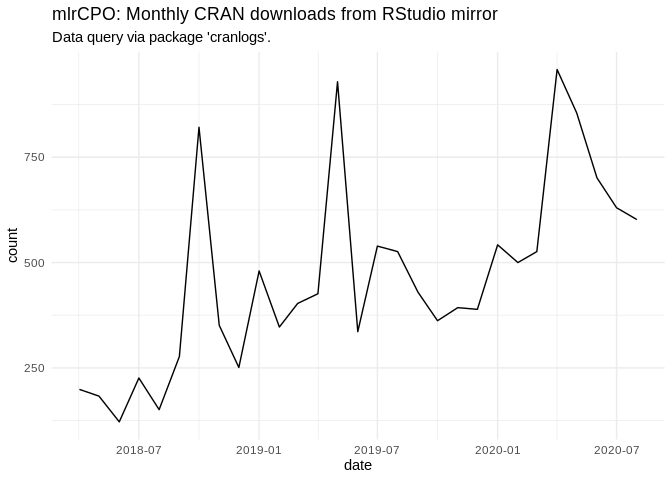 mlrCPO: Monthly CRAN downloads from RStudio mirror
Data query via package 'cranlogs'.
750
500
250
count
2018-07 2019-01 2019-07 2020-01 2020-07
date